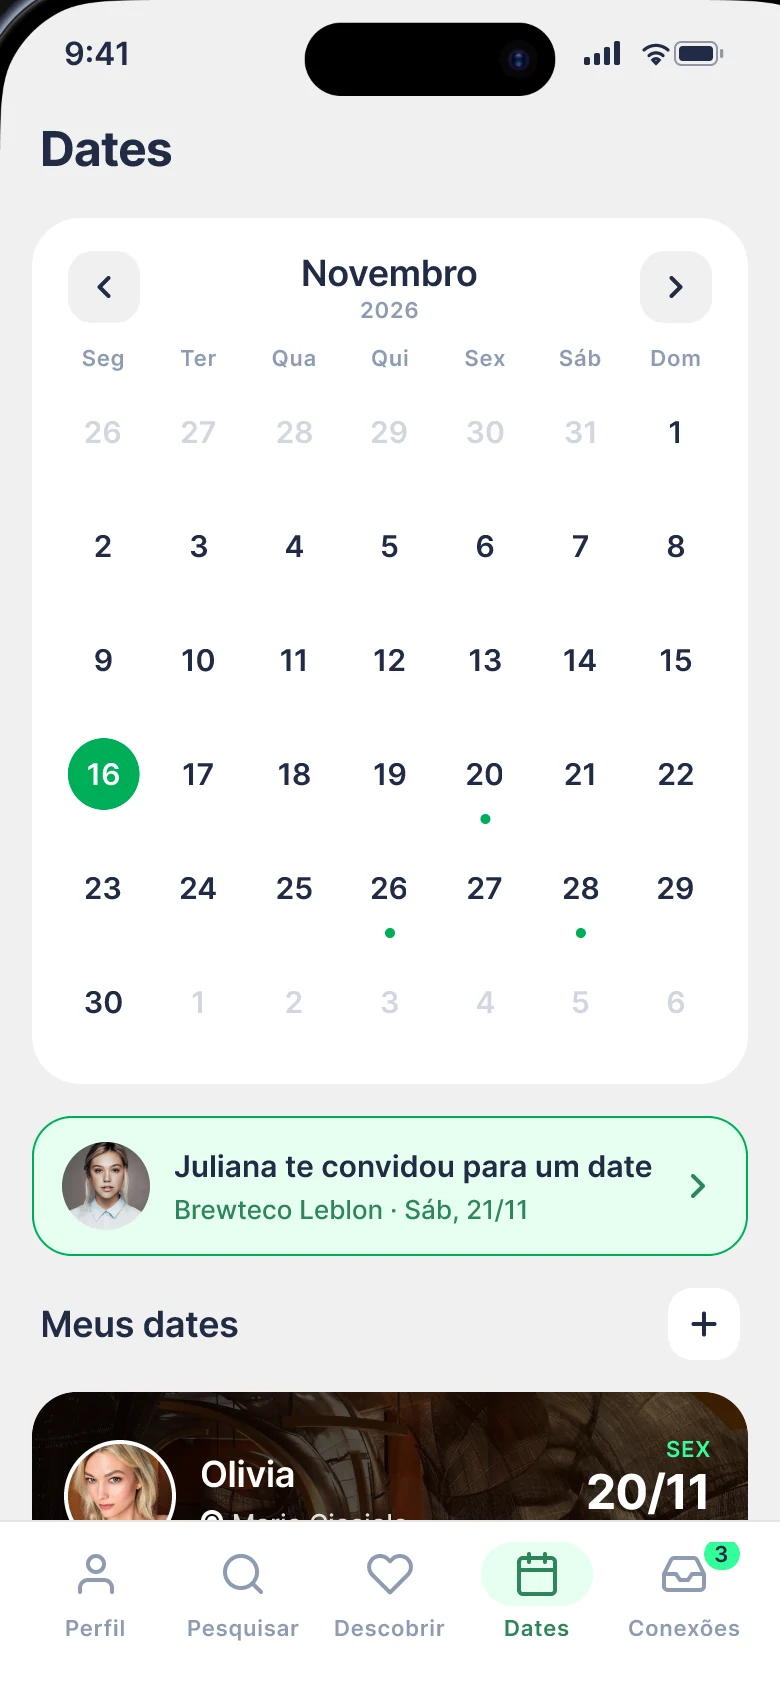 9:41
Dates
Novembro
2026
Seg Ter Qua Qui Sex Sáb Dom
26 27 28 29 30 31 1
2 3 4 5 6 7 8
9 10 11 12 13 14 15
16 17 18 19 20 21 22
23 24 25 26 27 28 29
30 1 2 3 4 5 6
Juliana te convidou para um date
Brewteco Leblon · Sáb, 21/11
Meus dates
Olivia
SEX
20/11
3
Perfil Pesquisar Descobrir Dates Conexões